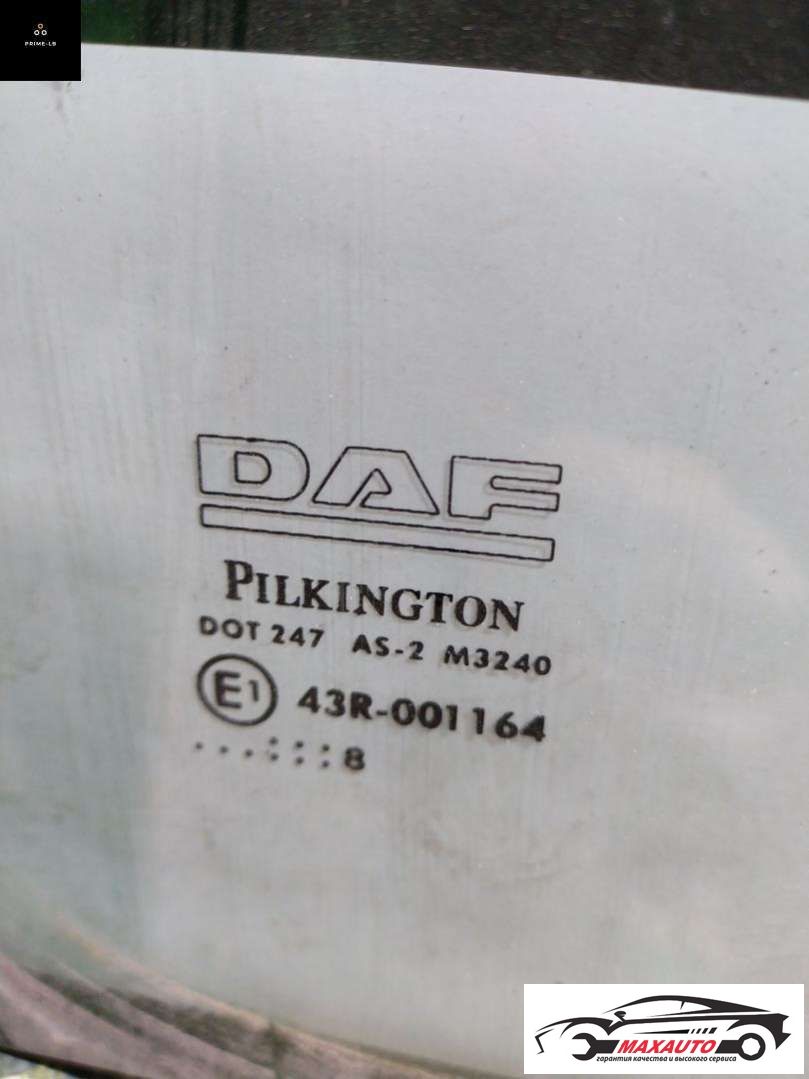 PRIME-LB
DAF
PILKINGTON
DOT 247 AS-2 M3240
E1 43R-001164
...:::8
MAXAUTO
гарантия качества и высокого сервиса